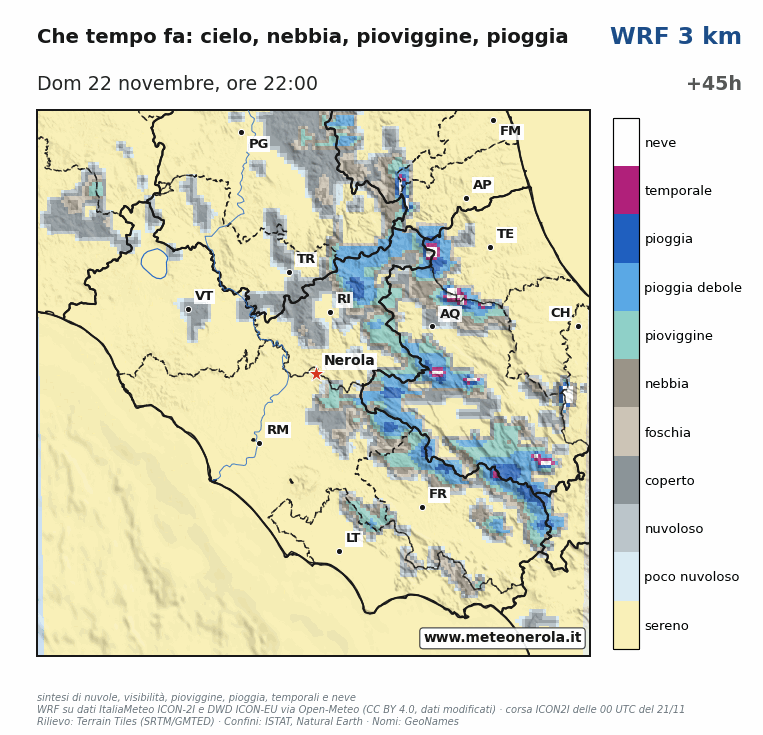 Che tempo fa: cielo, nebbia, pioviggine, pioggia
WRF 3 km
Dom 22 novembre, ore 22:00
+45h
FM
PG
AP
TE
TR
VT
RI
AQ
CH
Nerola
RM
FR
LT
www.meteonerola.it
neve
temporale
pioggia
pioggia debole
pioviggine
nebbia
foschia
coperto
nuvoloso
poco nuvoloso
sereno
sintesi di nuvole, visibilità, pioviggine, pioggia, temporali e neve
WRF su dati ItaliaMeteo ICON-2I e DWD ICON-EU via Open-Meteo (CC BY 4.0, dati modificati) · corsa ICON2I delle 00 UTC del 21/11
Rilievo: Terrain Tiles (SRTM/GMTED) · Confini: ISTAT, Natural Earth · Nomi: GeoNames